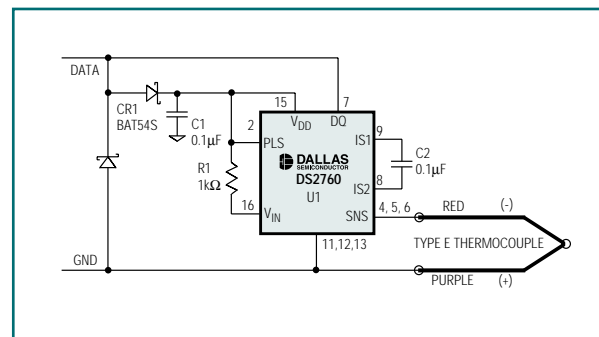 DATA
CR1
BAT54S
C1
0.1µF
15
7
2
VDD
DQ
9
PLS
IS1
R1
1kΩ
DALLAS
SEMICONDUCTOR
DS2760
U1
C2
0.1µF
IS2
8
16
VIN
SNS
4, 5, 6
RED
(-)
11,12,13
TYPE E THERMOCOUPLE
GND
PURPLE
(+)